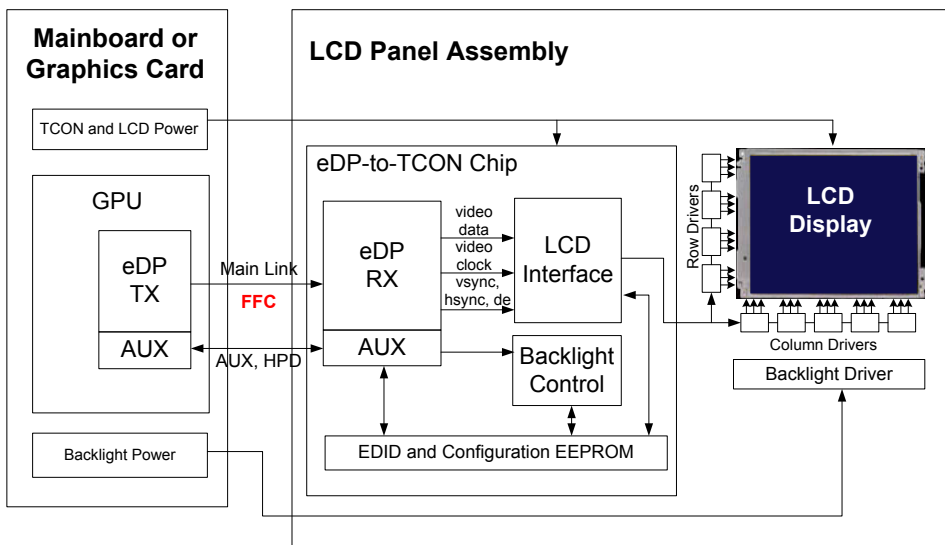 Mainboard or
Graphics Card
LCD Panel Assembly
TCON and LCD Power
GPU
eDP
TX
AUX
Main Link
FFC
AUX, HPD
Backlight Power
eDP-to-TCON Chip
eDP
RX
AUX
video
data
video
clock
vsync,
hsync, de
LCD
Interface
Backlight
Control
EDID and Configuration EEPROM
Row Drivers
LCD
Display
Column Drivers
Backlight Driver